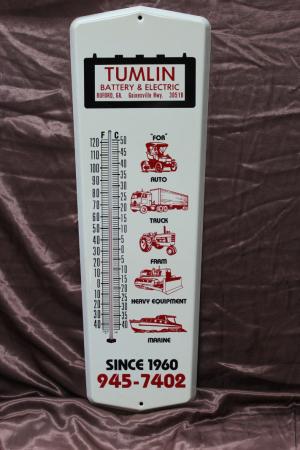 TUMLIN
BATTERY & ELECTRIC
BUFORD, GA. Gainesville Hwy. 30518
F C
120 50
110 45
100 40
90 35
80 30
70 25
60 20
50 15
40 10
30 5
20 0
10 5
0 10
10 15
20 20
30 25
40 30
35
40
"FOR"
AUTO
TRUCK
FRAM
HEAVY EQUIPMENT
MARINE
SINCE 1960
945-7402